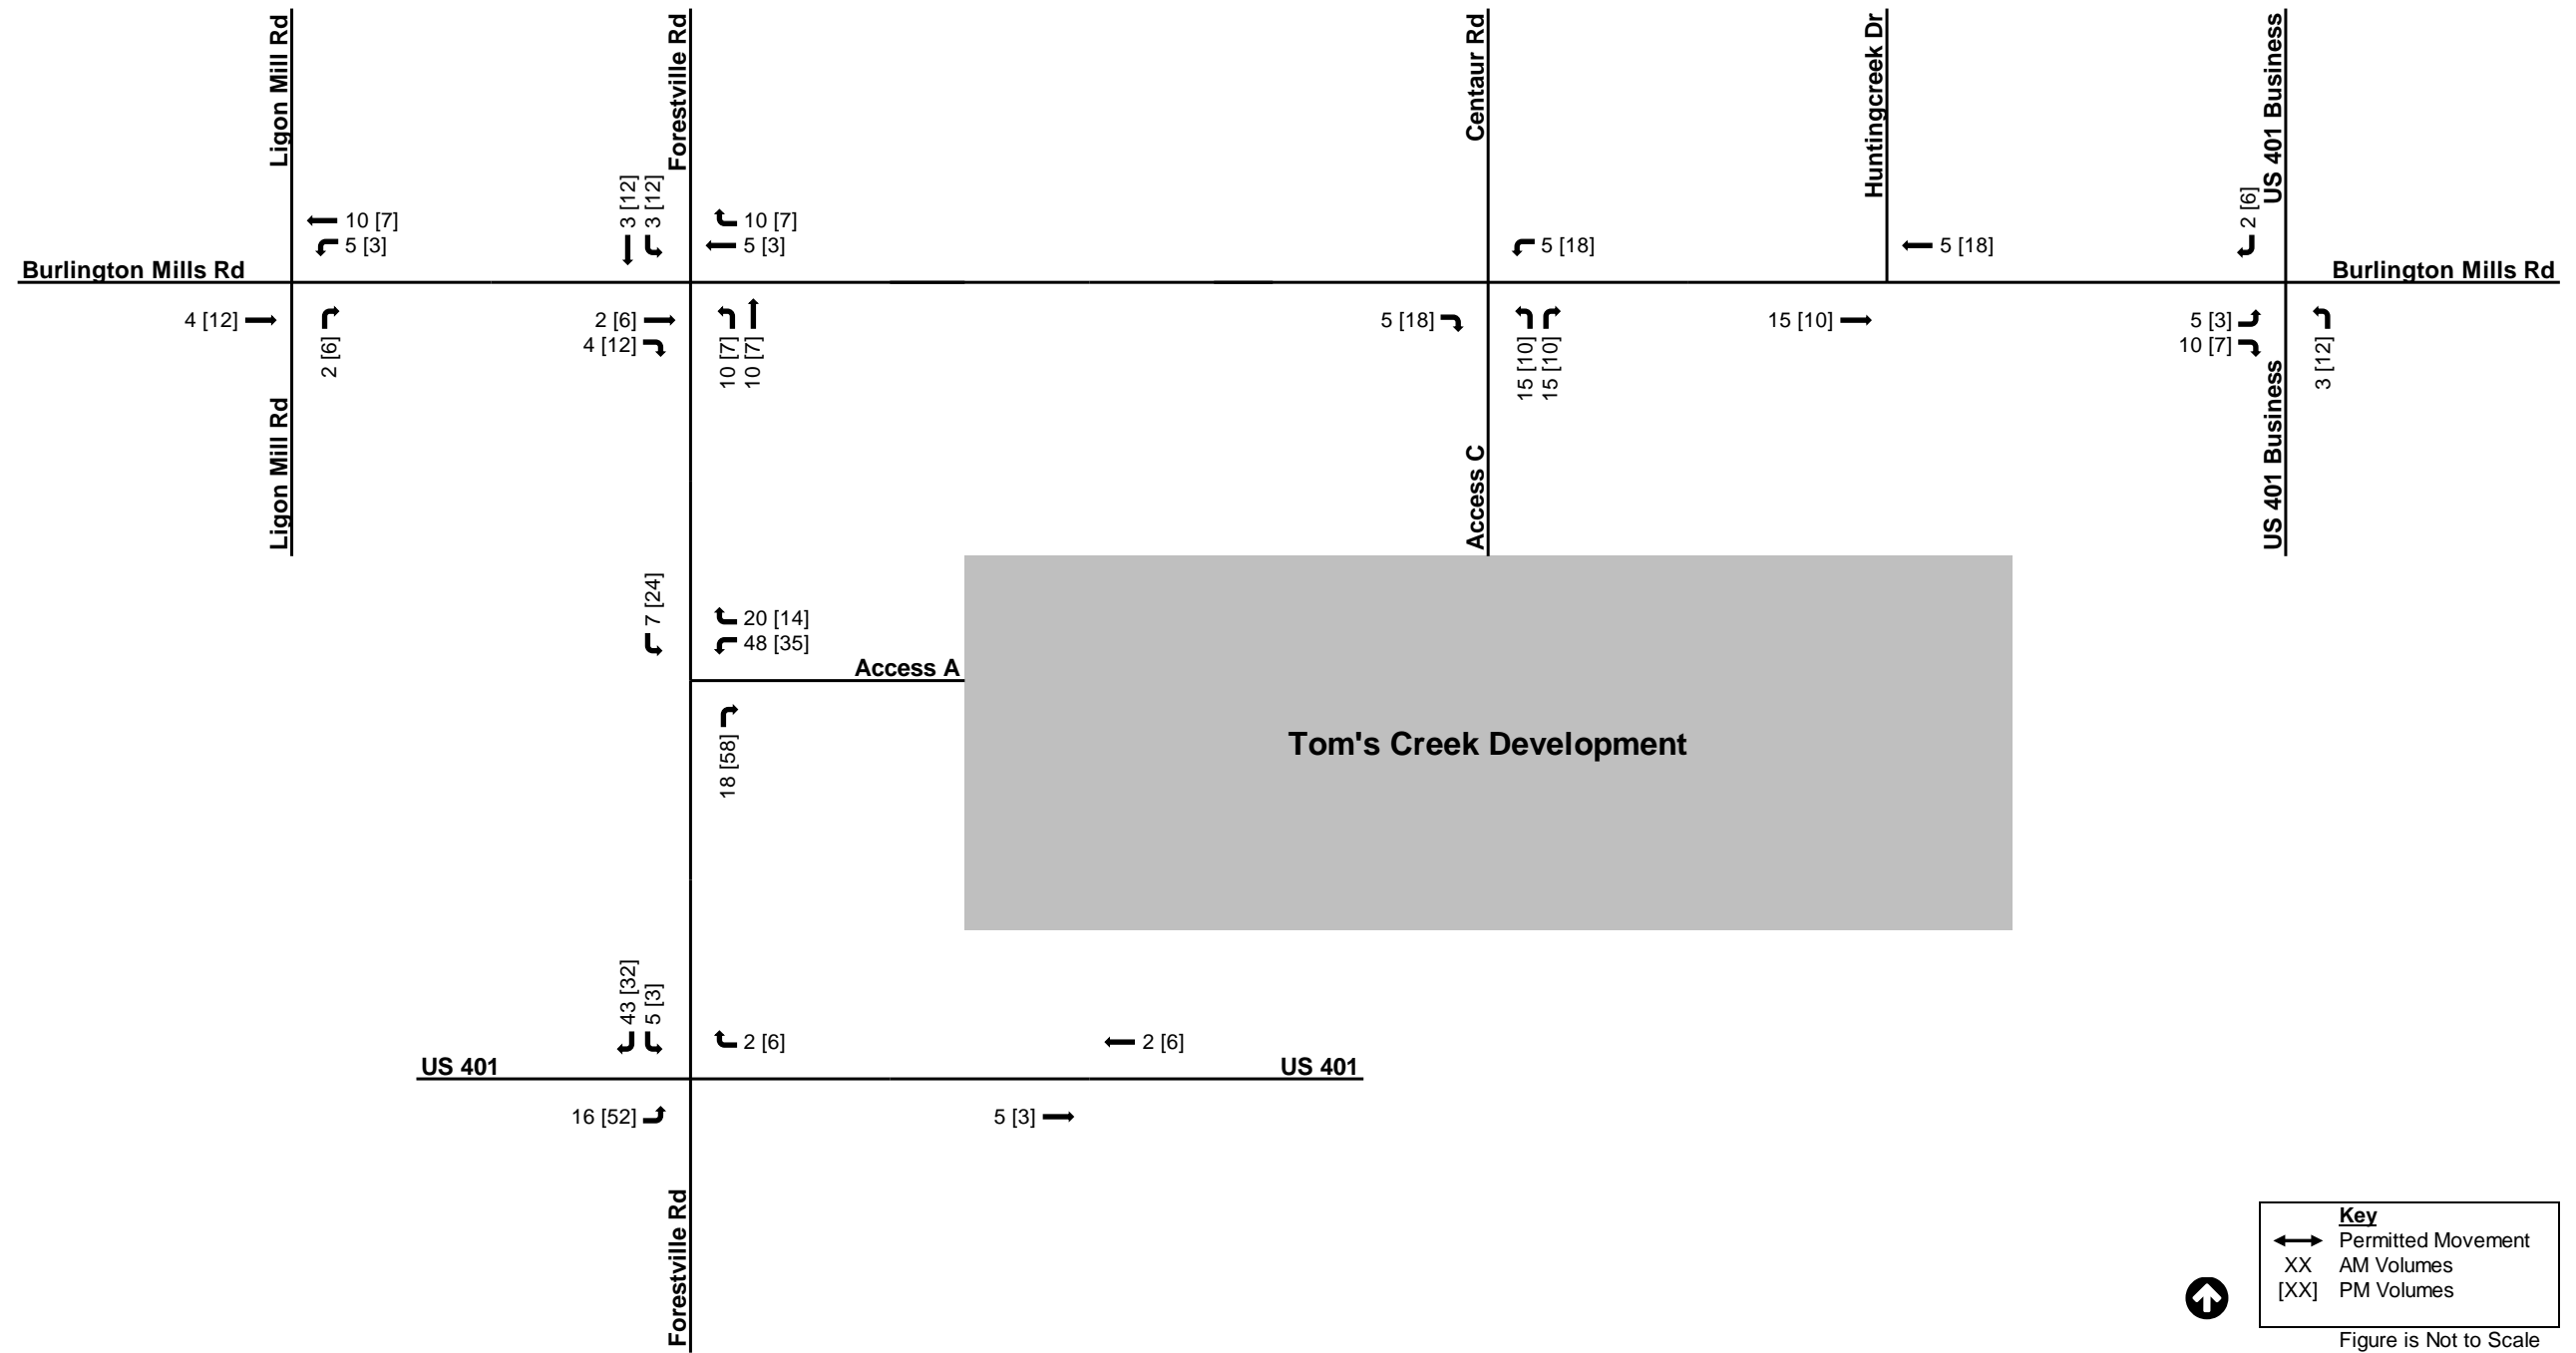 Ligon Mill Rd
Forestville Rd
Centaur Rd
Huntingcreek Dr
US 401 Business
3 [12]
3 [12]
2 [6]
10 [7]
5 [3]
10 [7]
5 [3]
5 [18]
5 [18]
Burlington Mills Rd
Burlington Mills Rd
4 [12]
2 [6]
2 [6]
4 [12]
10 [7]
10 [7]
5 [18]
15 [10]
15 [10]
15 [10]
5 [3]
10 [7]
3 [12]
Ligon Mill Rd
Access C
US 401 Business
7 [24]
20 [14]
48 [35]
Access A
18 [58]
Tom's Creek Development
43 [32]
5 [3]
2 [6]
2 [6]
US 401
US 401
16 [52]
5 [3]
Forestville Rd
Key
Permitted Movement
XX AM Volumes
[XX] PM Volumes
Figure is Not to Scale